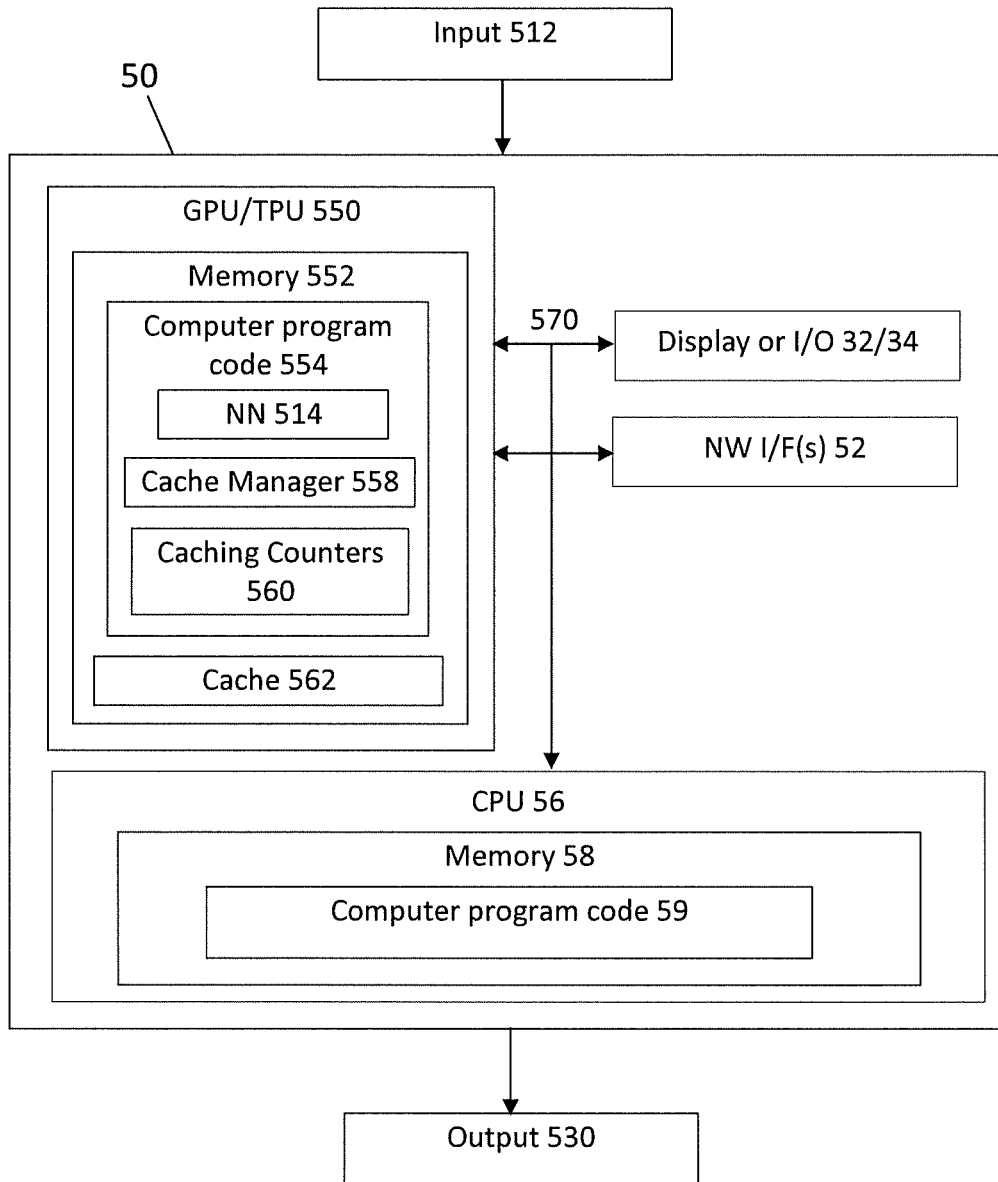 Input 512
50
GPU/TPU 550
Memory 552
Computer program
code 554
NN 514
Cache Manager 558
Caching Counters
560
Cache 562
570
Display or I/O 32/34
NW I/F(s) 52
CPU 56
Memory 58
Computer program code 59
Output 530